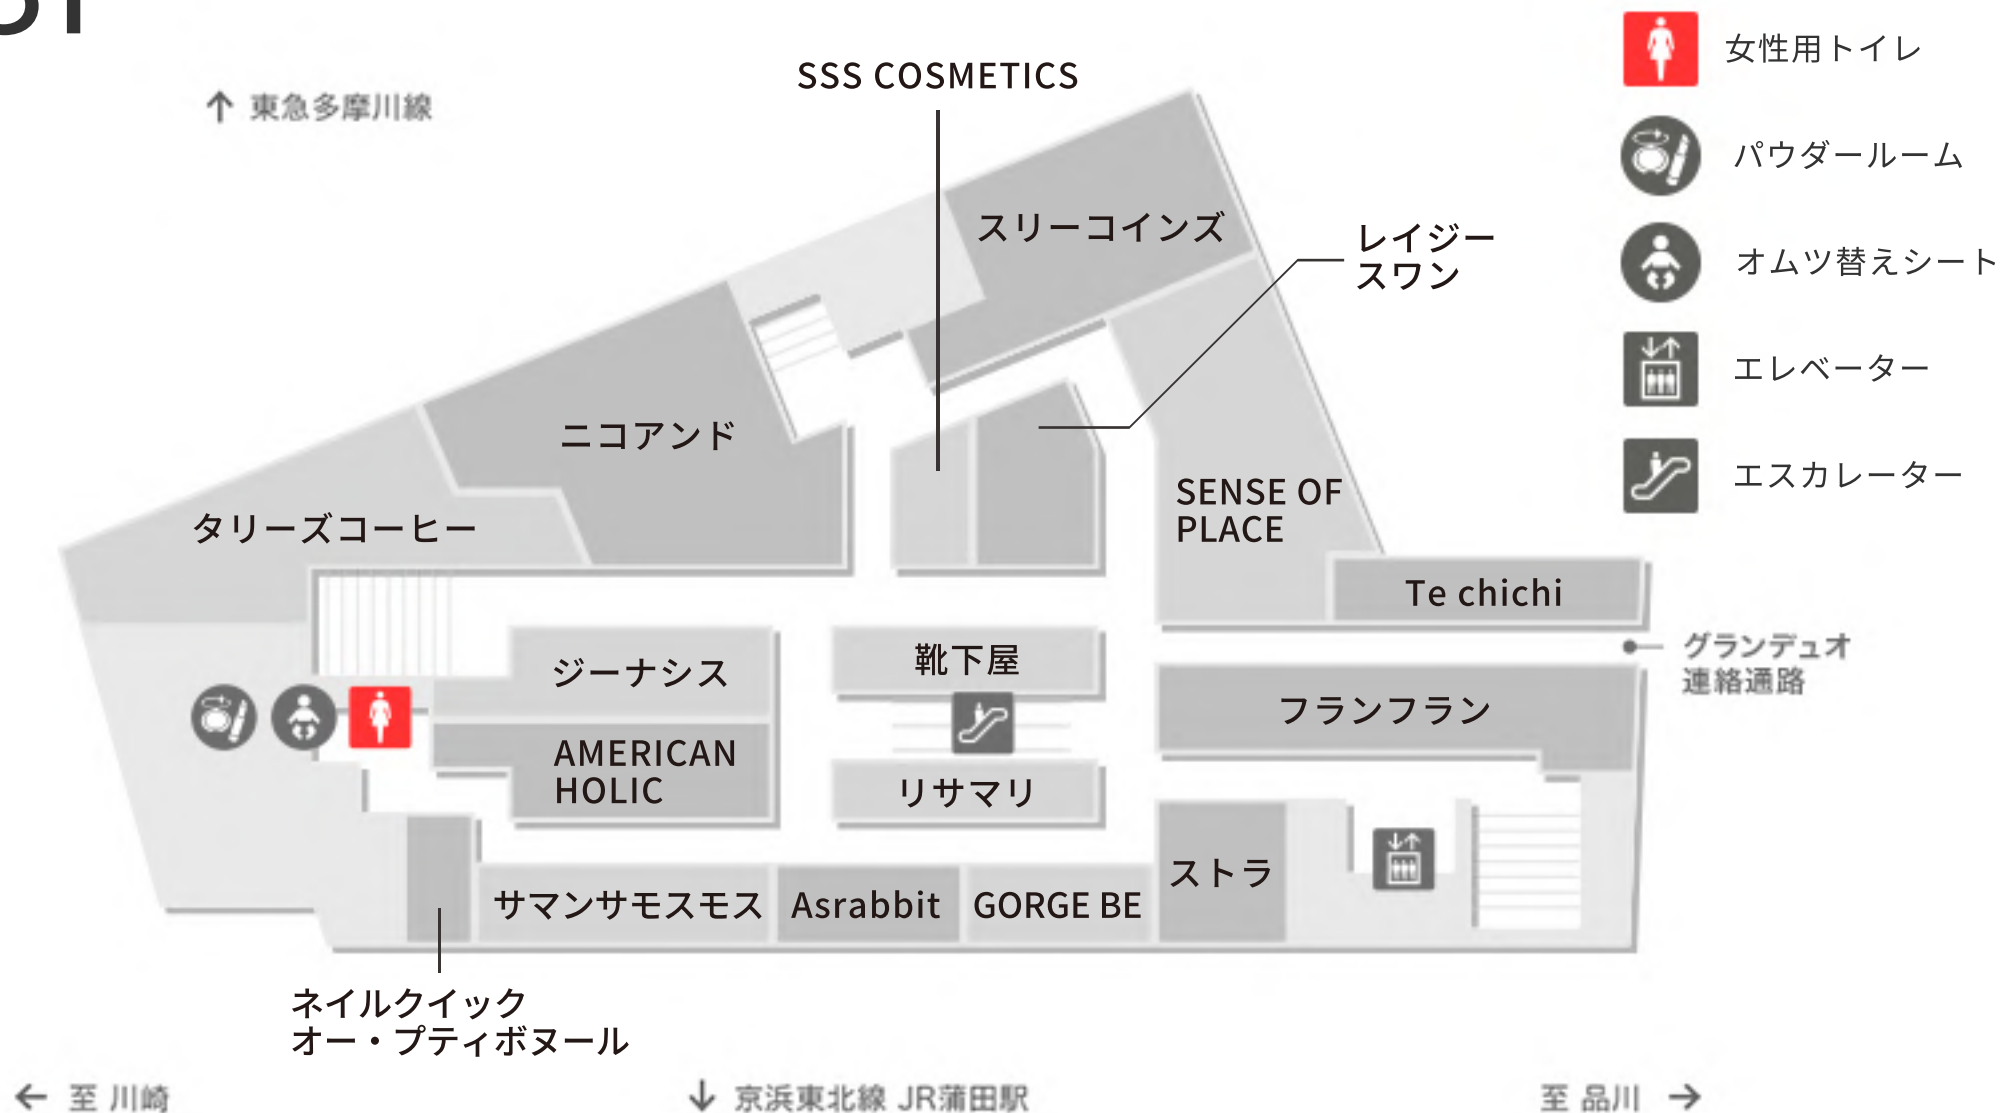 女性用トイレ
SSS COSMETICS
↑ 東急多摩川線
パウダールーム
スリーコインズ
レイジー
スワン
オムツ替えシート
エレベーター
ニコアンド
エスカレーター
SENSE OF
PLACE
タリーズコーヒー
Te chichi
グランデュオ
連絡通路
靴下屋
ジーナシス
フランフラン
AMERICAN
HOLIC
リサマリ
ストラ
サマンサモスモス
Asrabbit
GORGE BE
ネイルクイック
オー・プティボヌール
← 至 川崎
↓ 京浜東北線 JR蒲田駅
至 品川 →